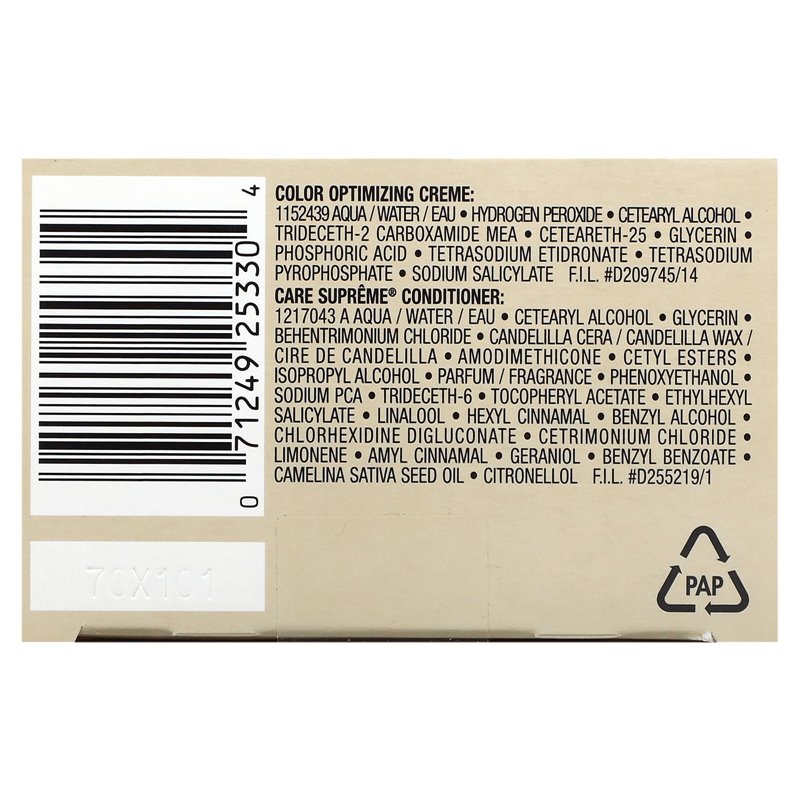 COLOR OPTIMIZING CREME:
1152439 AQUA / WATER / EAU • HYDROGEN PEROXIDE • CETEARYL ALCOHOL •
TRIDECETH-2 CARBOXAMIDE MEA • CETEARETH-25 • GLYCERIN •
PHOSPHORIC ACID • TETRASODIUM ETIDRONATE • TETRASODIUM
PYROPHOSPHATE • SODIUM SALICYLATE F.I.L. #D209745/14
CARE SUPRÊME® CONDITIONER:
1217043 A AQUA / WATER / EAU • CETEARYL ALCOHOL • GLYCERIN •
BEHENTRIMONIUM CHLORIDE • CANDELILLA CERA / CANDELILLA WAX /
CIRE DE CANDELILLA • AMODIMETHICONE • CETYL ESTERS •
ISOPROPYL ALCOHOL • PARFUM / FRAGRANCE • PHENOXYETHANOL •
SODIUM PCA • TRIDECETH-6 • TOCOPHERYL ACETATE • ETHYLHEXYL
SALICYLATE • LINALOOL • HEXYL CINNAMAL • BENZYL ALCOHOL •
CHLORHEXIDINE DIGLUCONATE • CETRIMONIUM CHLORIDE •
LIMONENE • AMYL CINNAMAL • GERANIOL • BENZYL BENZOATE •
CAMELINA SATIVA SEED OIL • CITRONELLOL F.I.L. #D255219/1
0 71249 25330 4
70X101
PAP